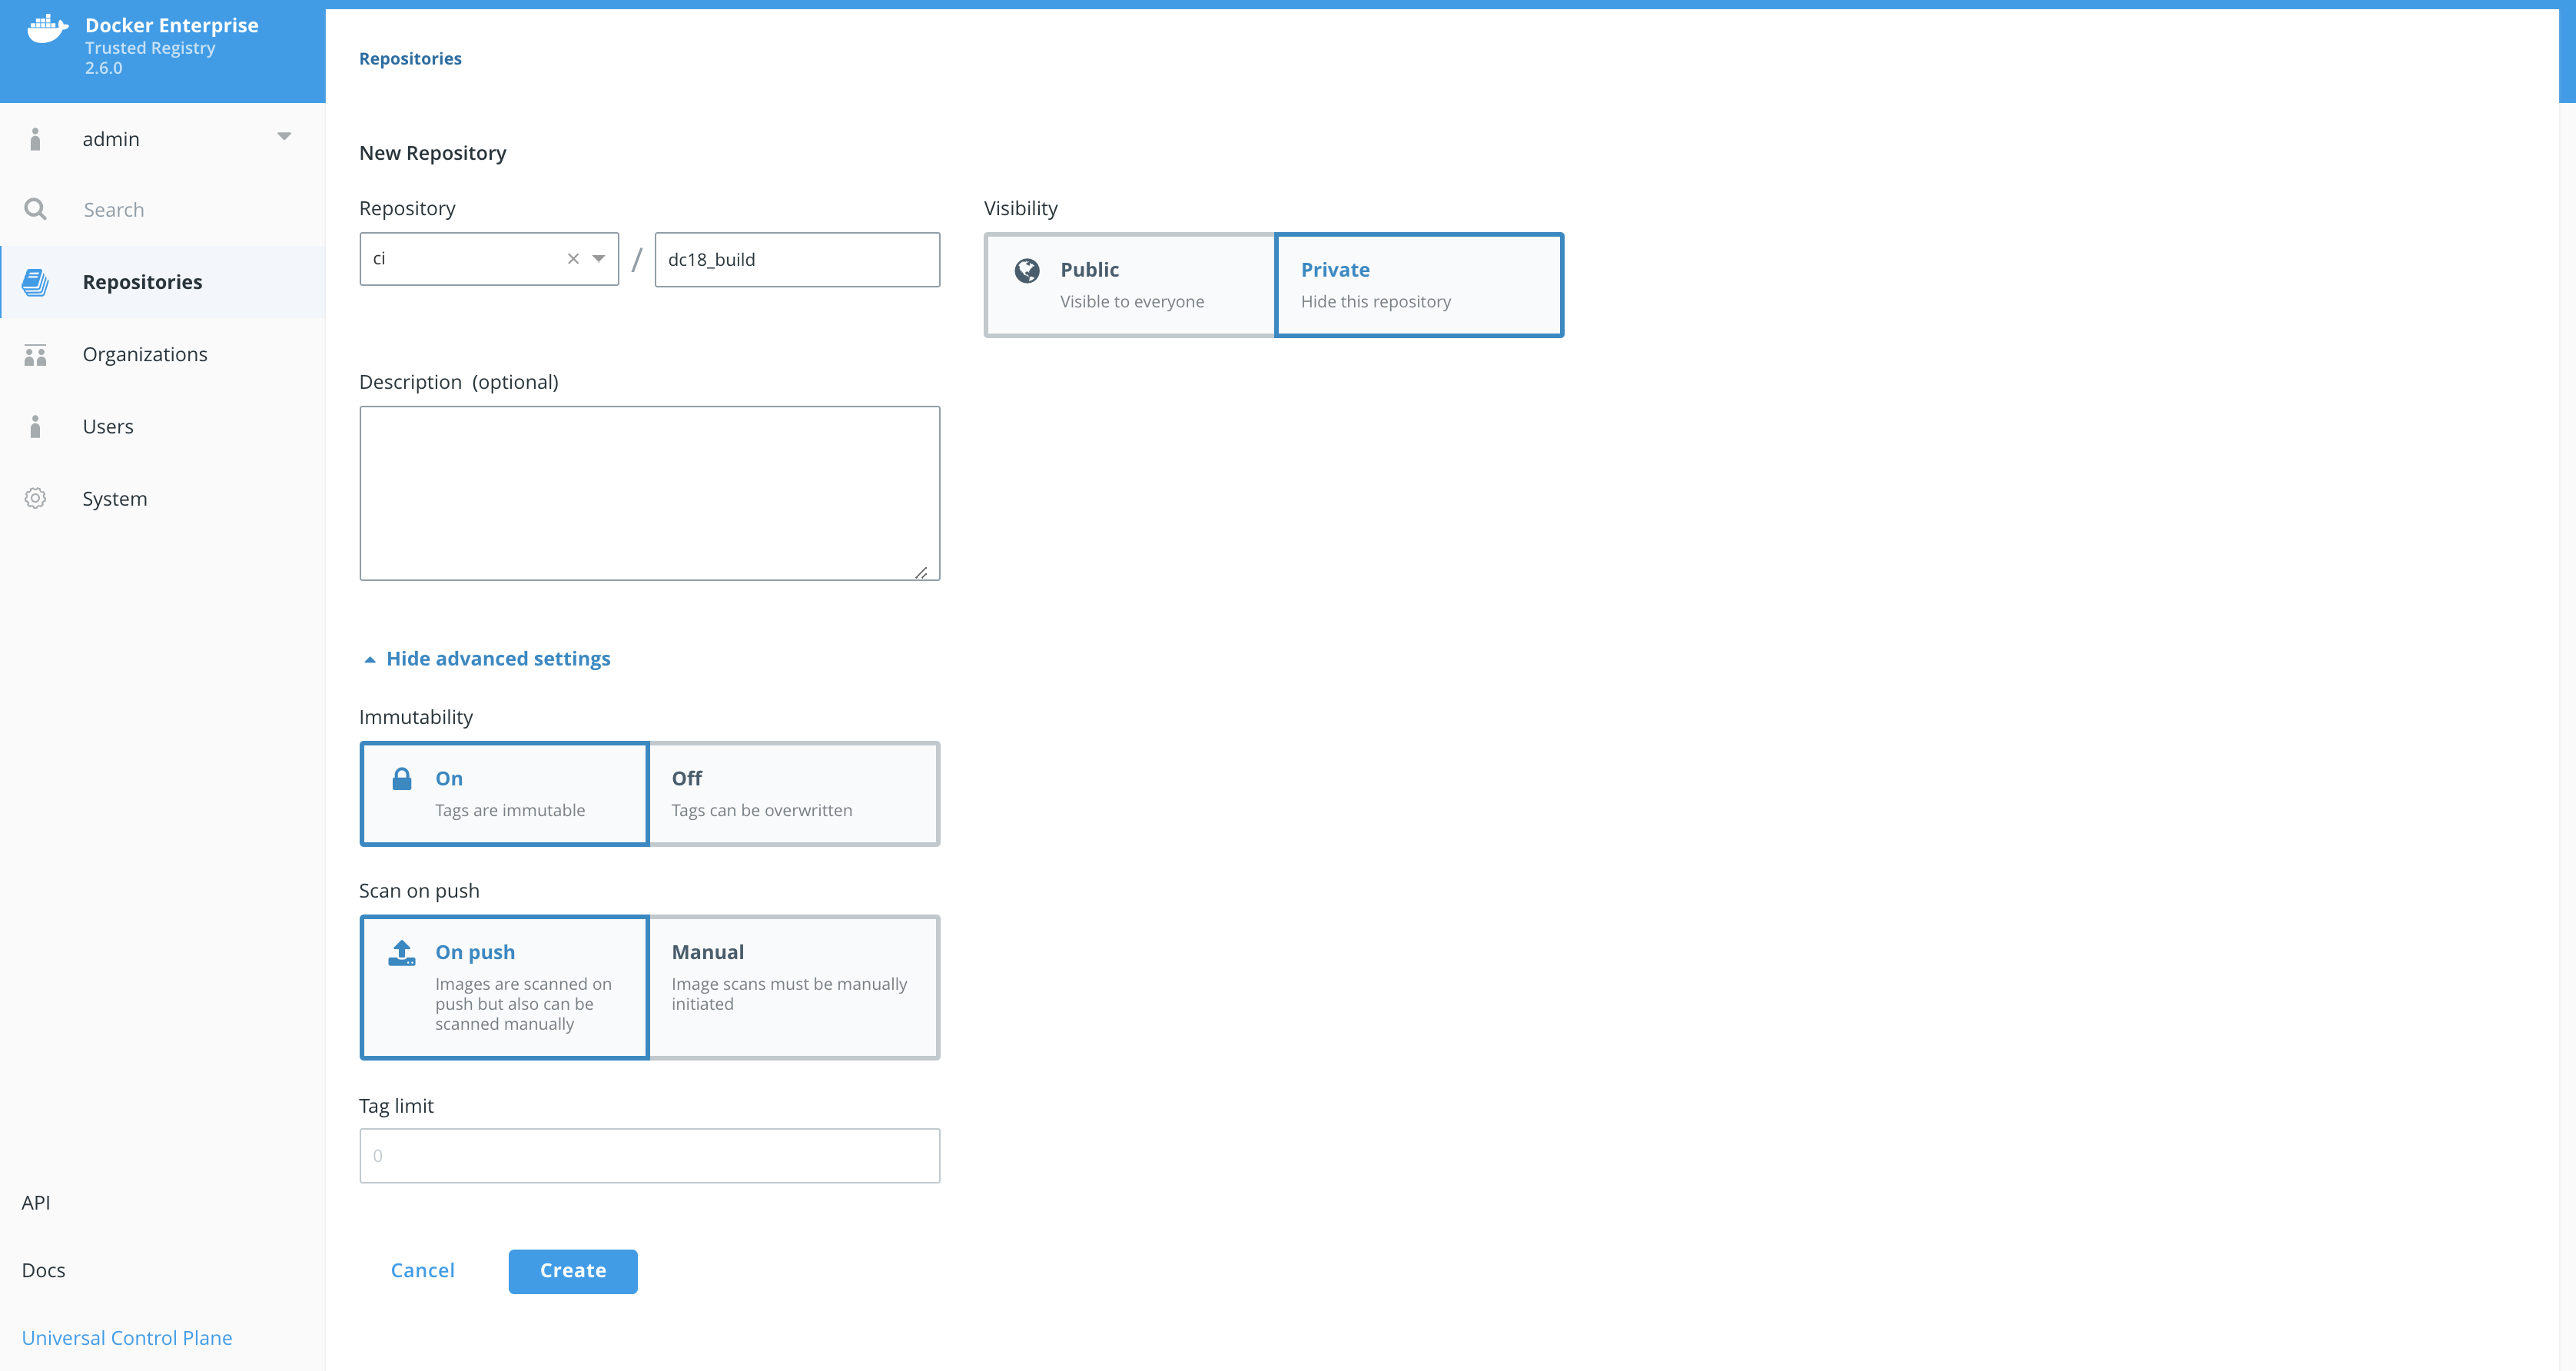 Docker Enterprise
Trusted Registry
2.6.0
admin
Search
Repositories
Organizations
Users
System
API
Docs
Universal Control Plane
Repositories
New Repository
Repository
ci / dc18_build
Visibility
Public
Visible to everyone
Private
Hide this repository
Description (optional)
Hide advanced settings
Immutability
On
Tags are immutable
Off
Tags can be overwritten
Scan on push
On push
Images are scanned on
push but also can be
scanned manually
Manual
Image scans must be manually
initiated
Tag limit
0
Cancel
Create